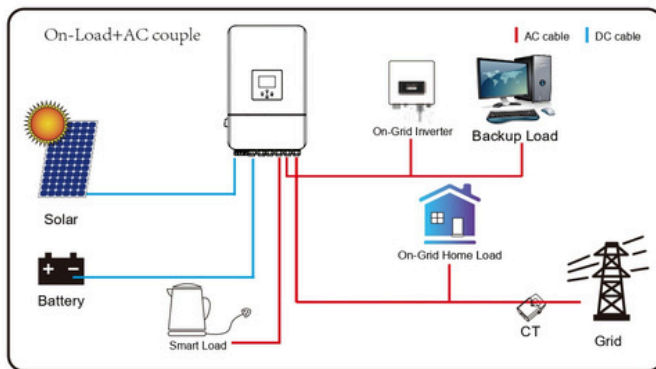 On-Load+AC couple
AC cable
DC cable
On-Grid Inverter
Backup Load
Solar
On-Grid Home Load
Battery
Smart Load
CT
Grid